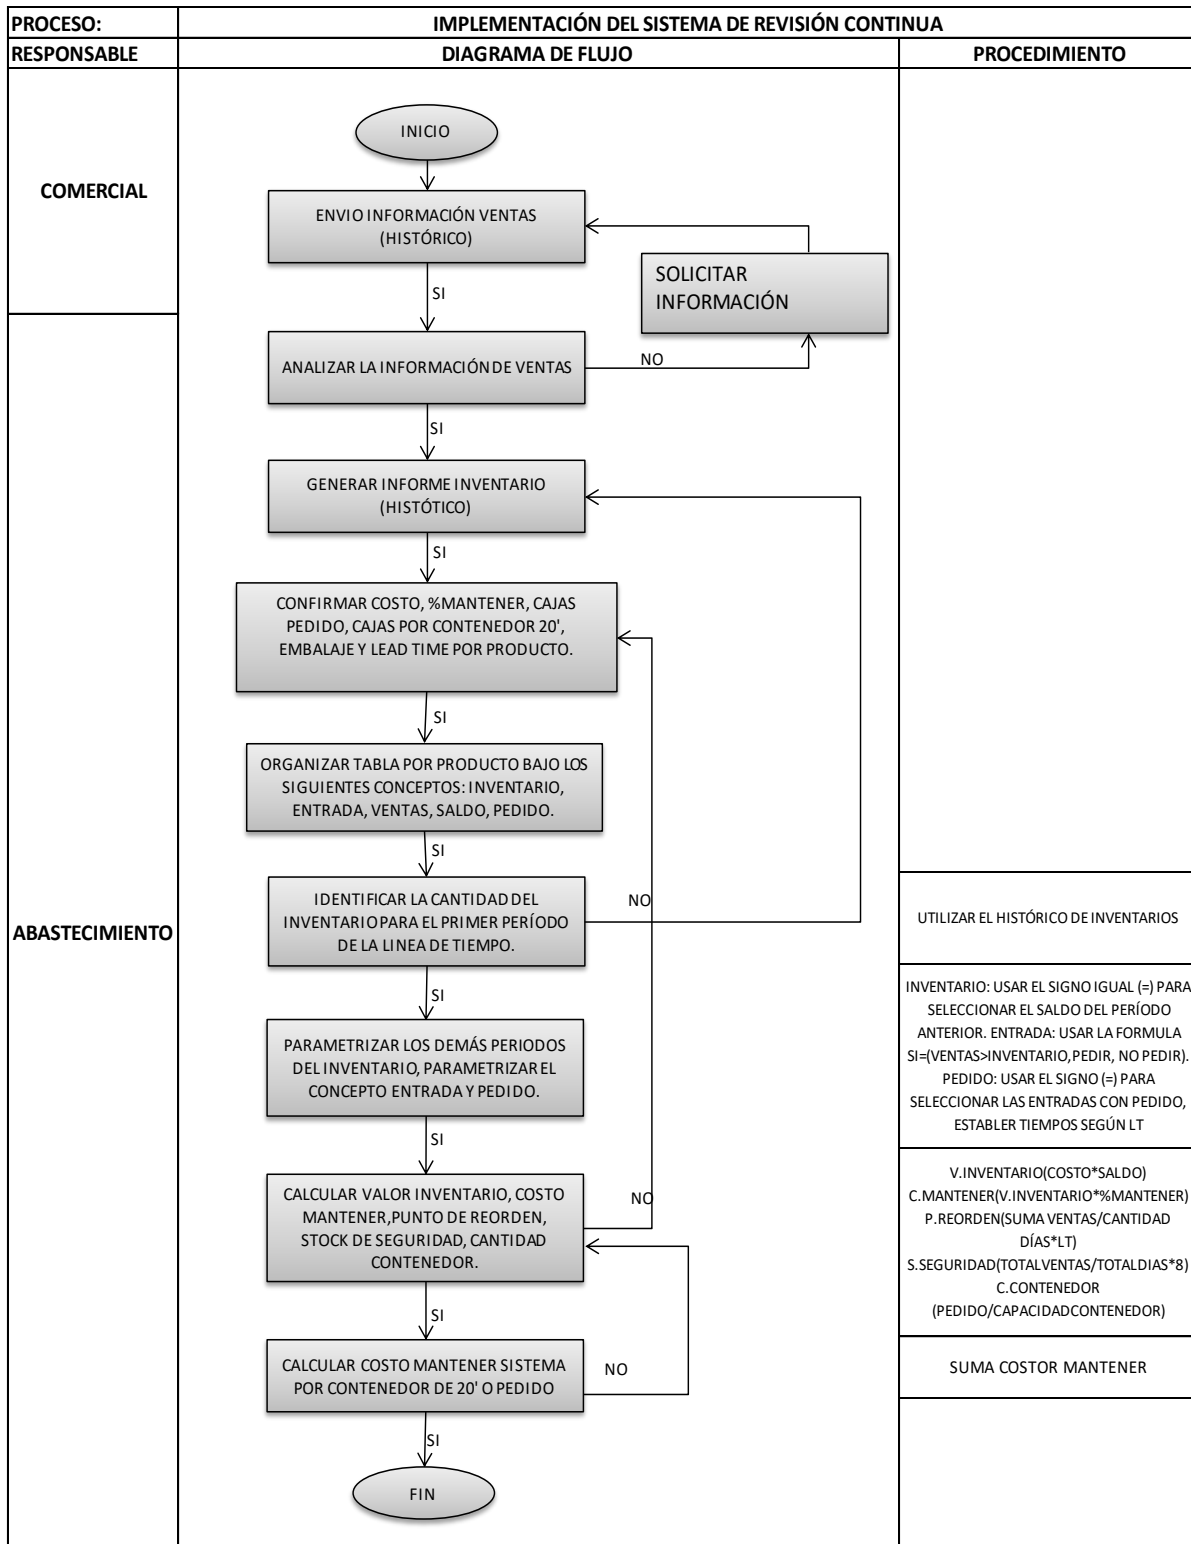 PROCESO:
IMPLEMENTACIÓN DEL SISTEMA DE REVISIÓN CONTINUA
RESPONSABLE
DIAGRAMA DE FLUJO
PROCEDIMIENTO
COMERCIAL
INICIO
ENVIO INFORMACIÓN VENTAS
(HISTÓRICO)
SOLICITAR
INFORMACIÓN
SI
ANALIZAR LA INFORMACIÓN DE VENTAS
NO
SI
GENERAR INFORME INVENTARIO
(HISTÓTICO)
SI
CONFIRMAR COSTO, %MANTENER, CAJAS
PEDIDO, CAJAS POR CONTENEDOR 20',
EMBALAJE Y LEAD TIME POR PRODUCTO.
SI
ORGANIZAR TABLA POR PRODUCTO BAJO LOS
SIGUIENTES CONCEPTOS: INVENTARIO,
ENTRADA, VENTAS, SALDO, PEDIDO.
SI
ABASTECIMIENTO
IDENTIFICAR LA CANTIDAD DEL
INVENTARIO PARA EL PRIMER PERÍODO
DE LA LINEA DE TIEMPO.
NO
UTILIZAR EL HISTÓRICO DE INVENTARIOS
SI
PARAMETRIZAR LOS DEMÁS PERIODOS
DEL INVENTARIO, PARAMETRIZAR EL
CONCEPTO ENTRADA Y PEDIDO.
INVENTARIO: USAR EL SIGNO IGUAL (=) PARA
SELECCIONAR EL SALDO DEL PERÍODO
ANTERIOR. ENTRADA: USAR LA FORMULA
SI=(VENTAS>INVENTARIO,PEDIR, NO PEDIR).
PEDIDO: USAR EL SIGNO (=) PARA
SELECCIONAR LAS ENTRADAS CON PEDIDO,
ESTABLER TIEMPOS SEGÚN LT
SI
CALCULAR VALOR INVENTARIO, COSTO
MANTENER,PUNTO DE REORDEN,
STOCK DE SEGURIDAD, CANTIDAD
CONTENEDOR.
NO
V.INVENTARIO(COSTO*SALDO)
C.MANTENER(V.INVENTARIO*%MANTENER)
P.REORDEN(SUMA VENTAS/CANTIDAD
DÍAS*LT)
S.SEGURIDAD(TOTALVENTAS/TOTALDIAS*8)
C.CONTENEDOR
(PEDIDO/CAPACIDADCONTENEDOR)
SI
CALCULAR COSTO MANTENER SISTEMA
POR CONTENEDOR DE 20' O PEDIDO
NO
SUMA COSTOR MANTENER
SI
FIN